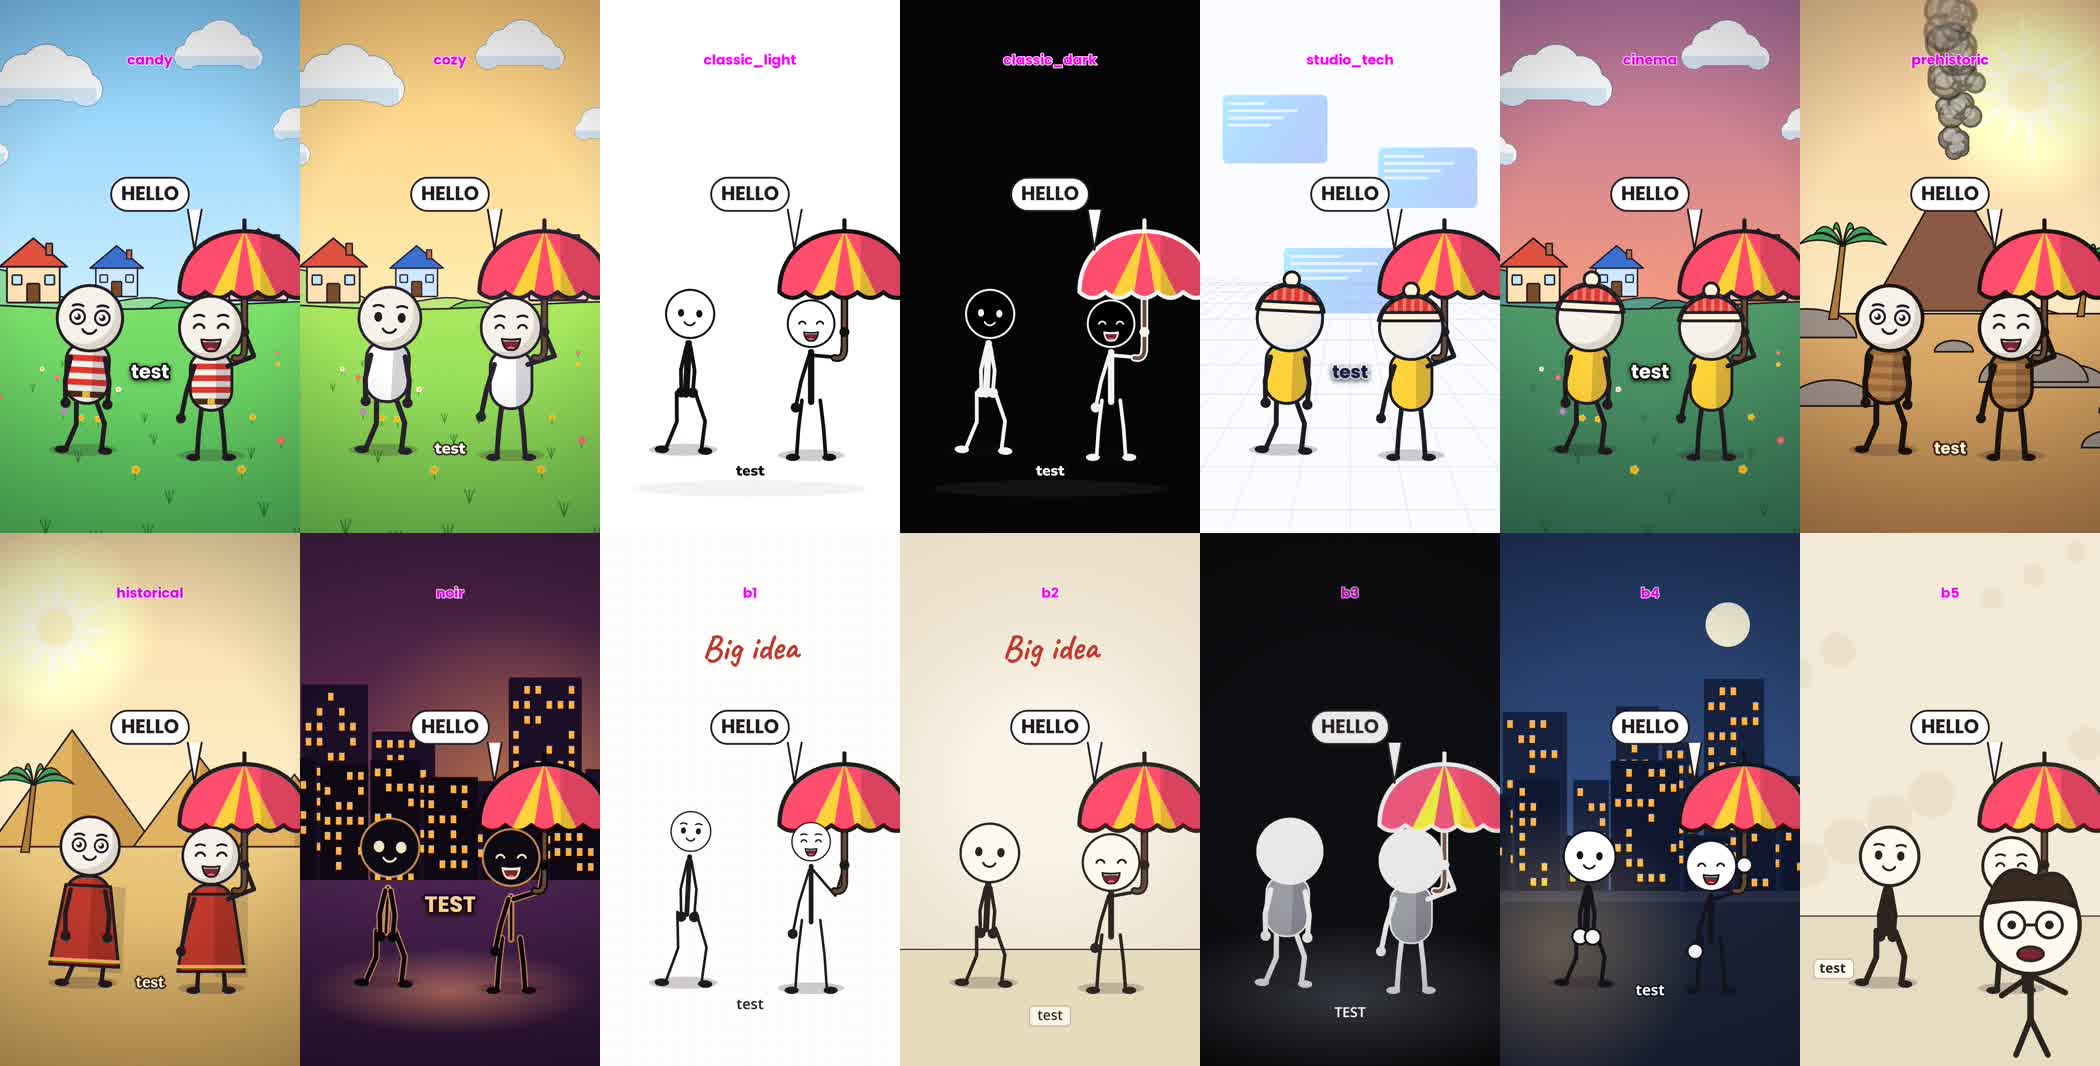 candy
HELLO
test
cozy
HELLO
test
classic_light
HELLO
test
classic_dark
HELLO
test
studio_tech
HELLO
test
cinema
HELLO
test
prehistoric
HELLO
test
historical
HELLO
test
noir
HELLO
TEST
b1
Big idea
HELLO
test
b2
Big idea
HELLO
test
b3
HELLO
TEST
b4
HELLO
test
b5
HELLO
test